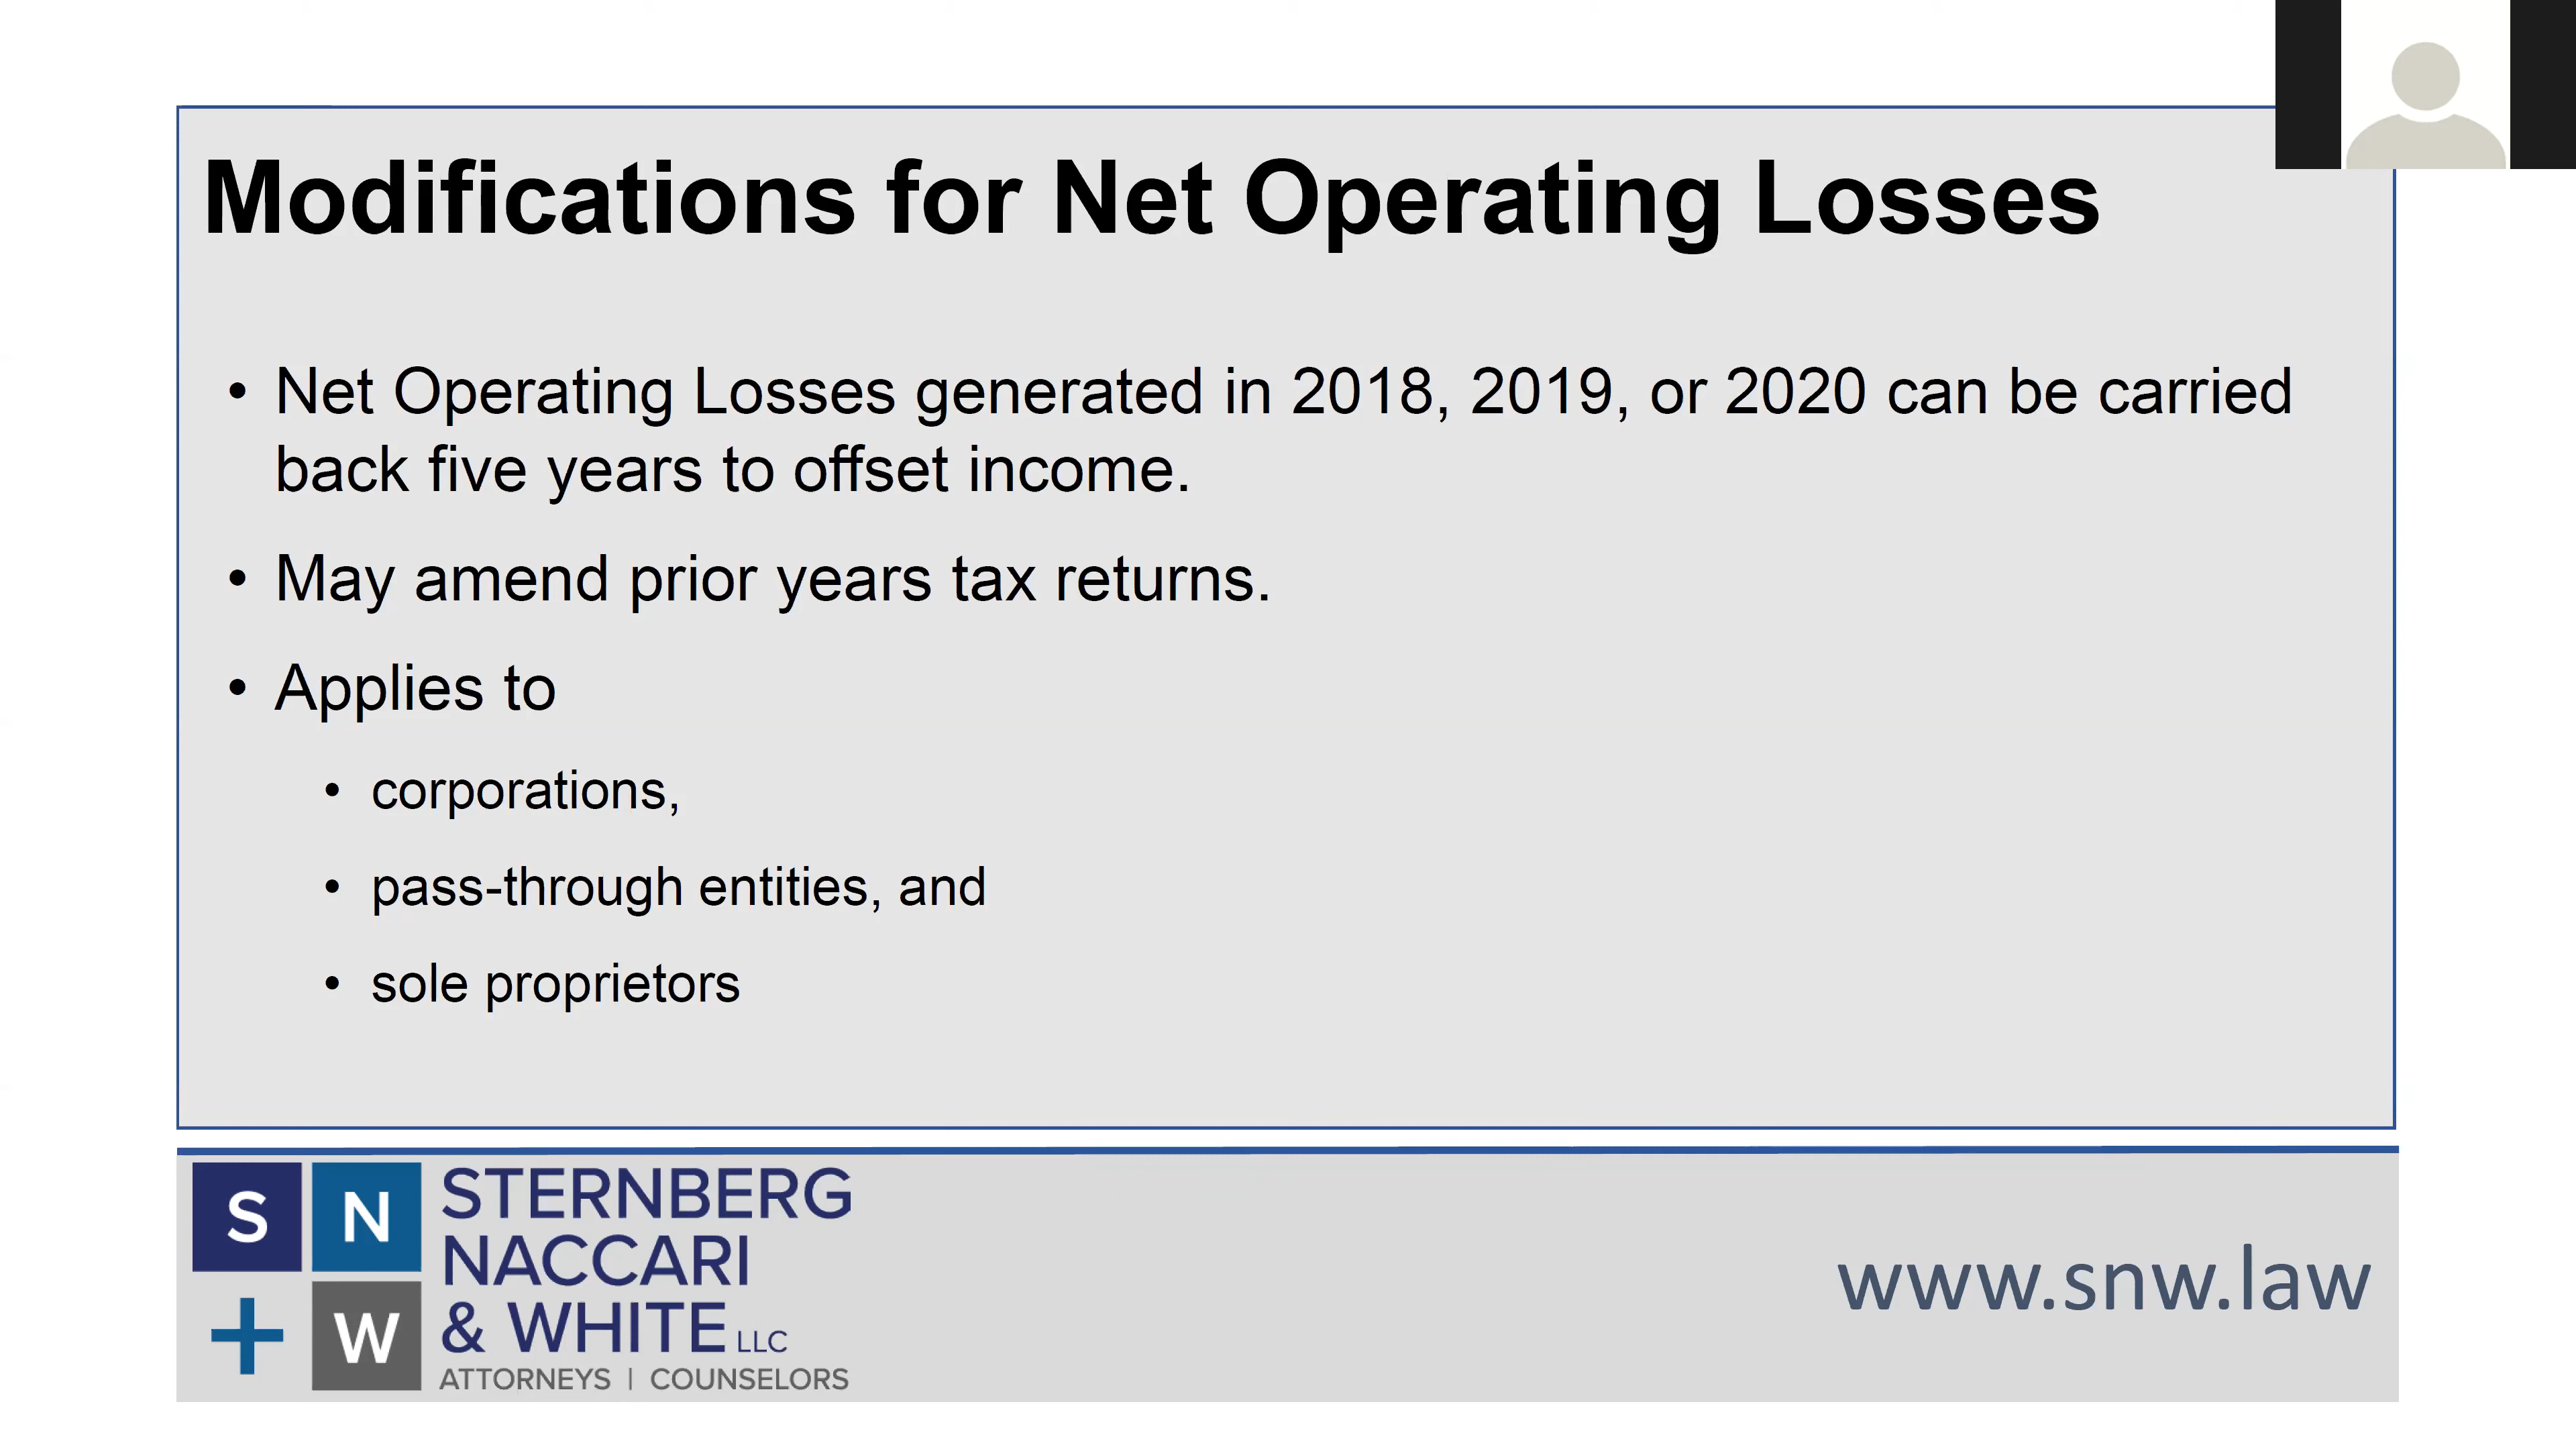 Modifications for Net Operating Losses
• Net Operating Losses generated in 2018, 2019, or 2020 can be carried
back five years to offset income.
• May amend prior years tax returns.
• Applies to
• corporations,
• pass-through entities, and
• sole proprietors
S N
+ W
STERNBERG
NACCARI
& WHITE LLC
ATTORNEYS | COUNSELORS
www.snw.law